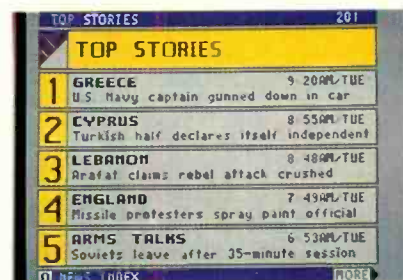 TOP STORIES 201
TOP STORIES
1 GREECE 9:20AM/TUE
U.S. Navy captain gunned down in car
2 CYPRUS 8:55AM/TUE
Turkish half declares itself independent
3 LEBANON 8:48AM/TUE
Arafat claims rebel attack crushed
4 ENGLAND 7:49AM/TUE
Missile protesters spray paint official
5 ARMS TALKS 6:53AM/TUE
Soviets leave after 35-minute session
0 NEWS INDEX MORE